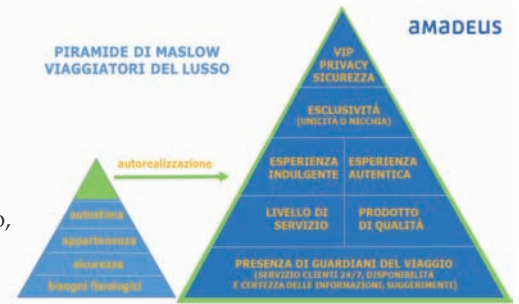 amadeus
PIRAMIDE DI MASLOW
VIAGGIATORI DEL LUSSO
VIP
PRIVACY
SICUREZZA
ESCLUSIVITÀ
(UNICITÀ O NICCHIA)
autorealizzazione
ESPERIENZA
INDULGENTE
ESPERIENZA
AUTENTICA
autostima
appartenenza
sicurezza
bisogni fisiologici
o,
LIVELLO DI
SERVIZIO
PRODOTTO
DI QUALITÀ
PRESENZA DI GUARDIANI DEL VIAGGIO
(SERVIZIO CLIENTI 24/7, DISPONIBILITÀ
E CERTEZZA DELLE INFORMAZIONI, SUGGERIMENTI)